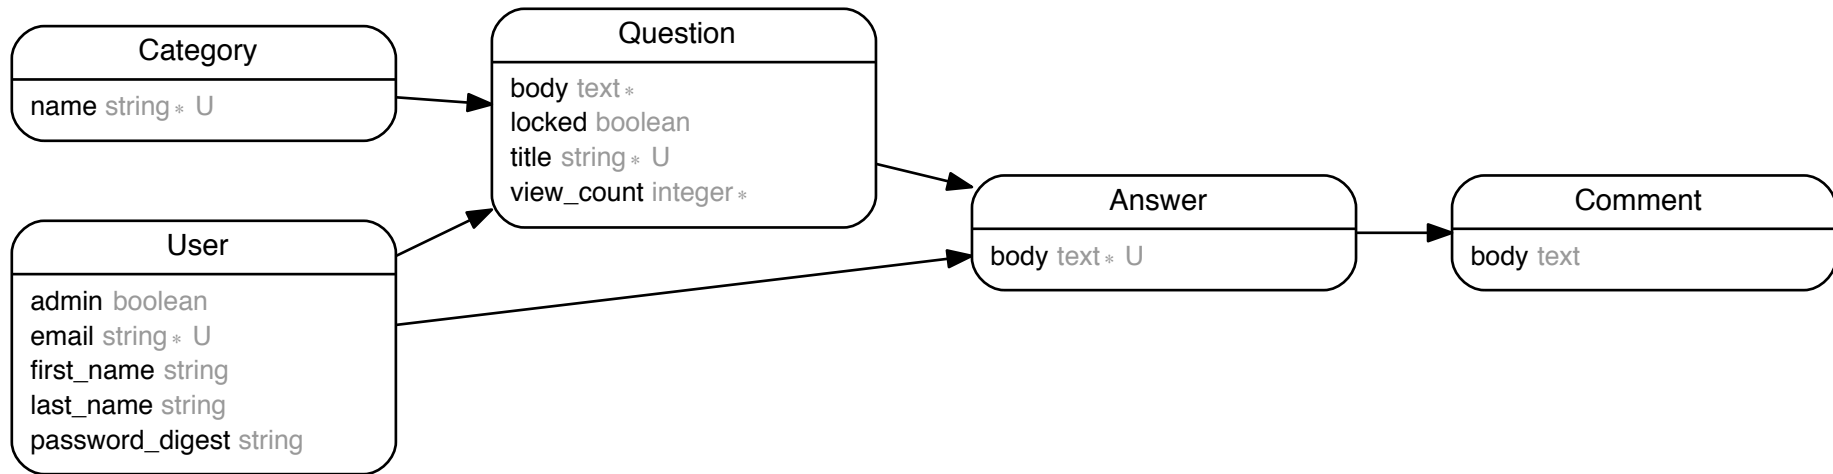 Category
name string* U
Question
body text*
locked boolean
title string* U
view_count integer*
User
admin boolean
email string* U
first_name string
last_name string
password_digest string
Answer
body text* U
Comment
body text